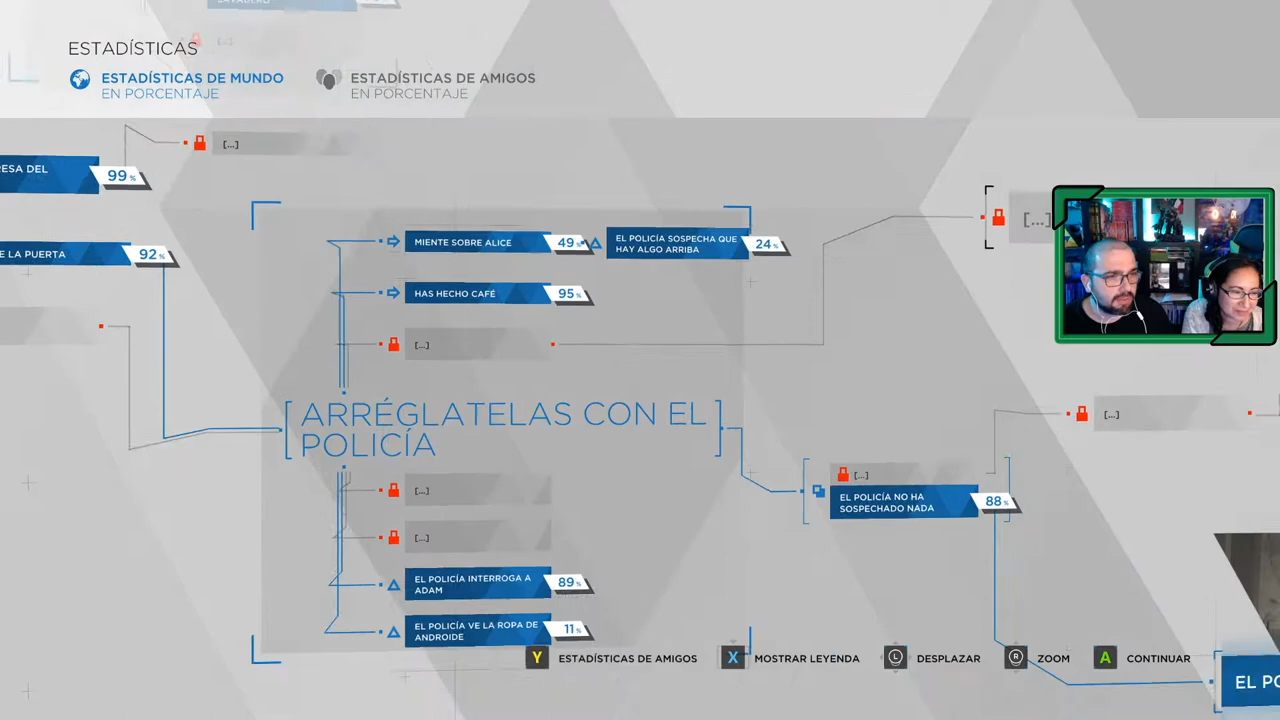 ESTADÍSTICAS
ESTADÍSTICAS DE MUNDO
EN PORCENTAJE
ESTADÍSTICAS DE AMIGOS
EN PORCENTAJE
[...]
ESA DEL
99%
E LA PUERTA
92%
MIENTE SOBRE ALICE
49%
EL POLICÍA SOSPECHA QUE
HAY ALGO ARRIBA
24%
[...]
HAS HECHO CAFÉ
95%
[...]
[ARRÉGLATELAS CON EL
POLICÍA]
[...]
[...]
[...]
EL POLICÍA NO HA
SOSPECHADO NADA
88%
[...]
EL POLICÍA INTERROGA A
ADAM
89%
EL POLICÍA VE LA ROPA DE
ANDROIDE
11%
Y ESTADÍSTICAS DE AMIGOS
X MOSTRAR LEYENDA
L DESPLAZAR
R ZOOM
A CONTINUAR
EL PO